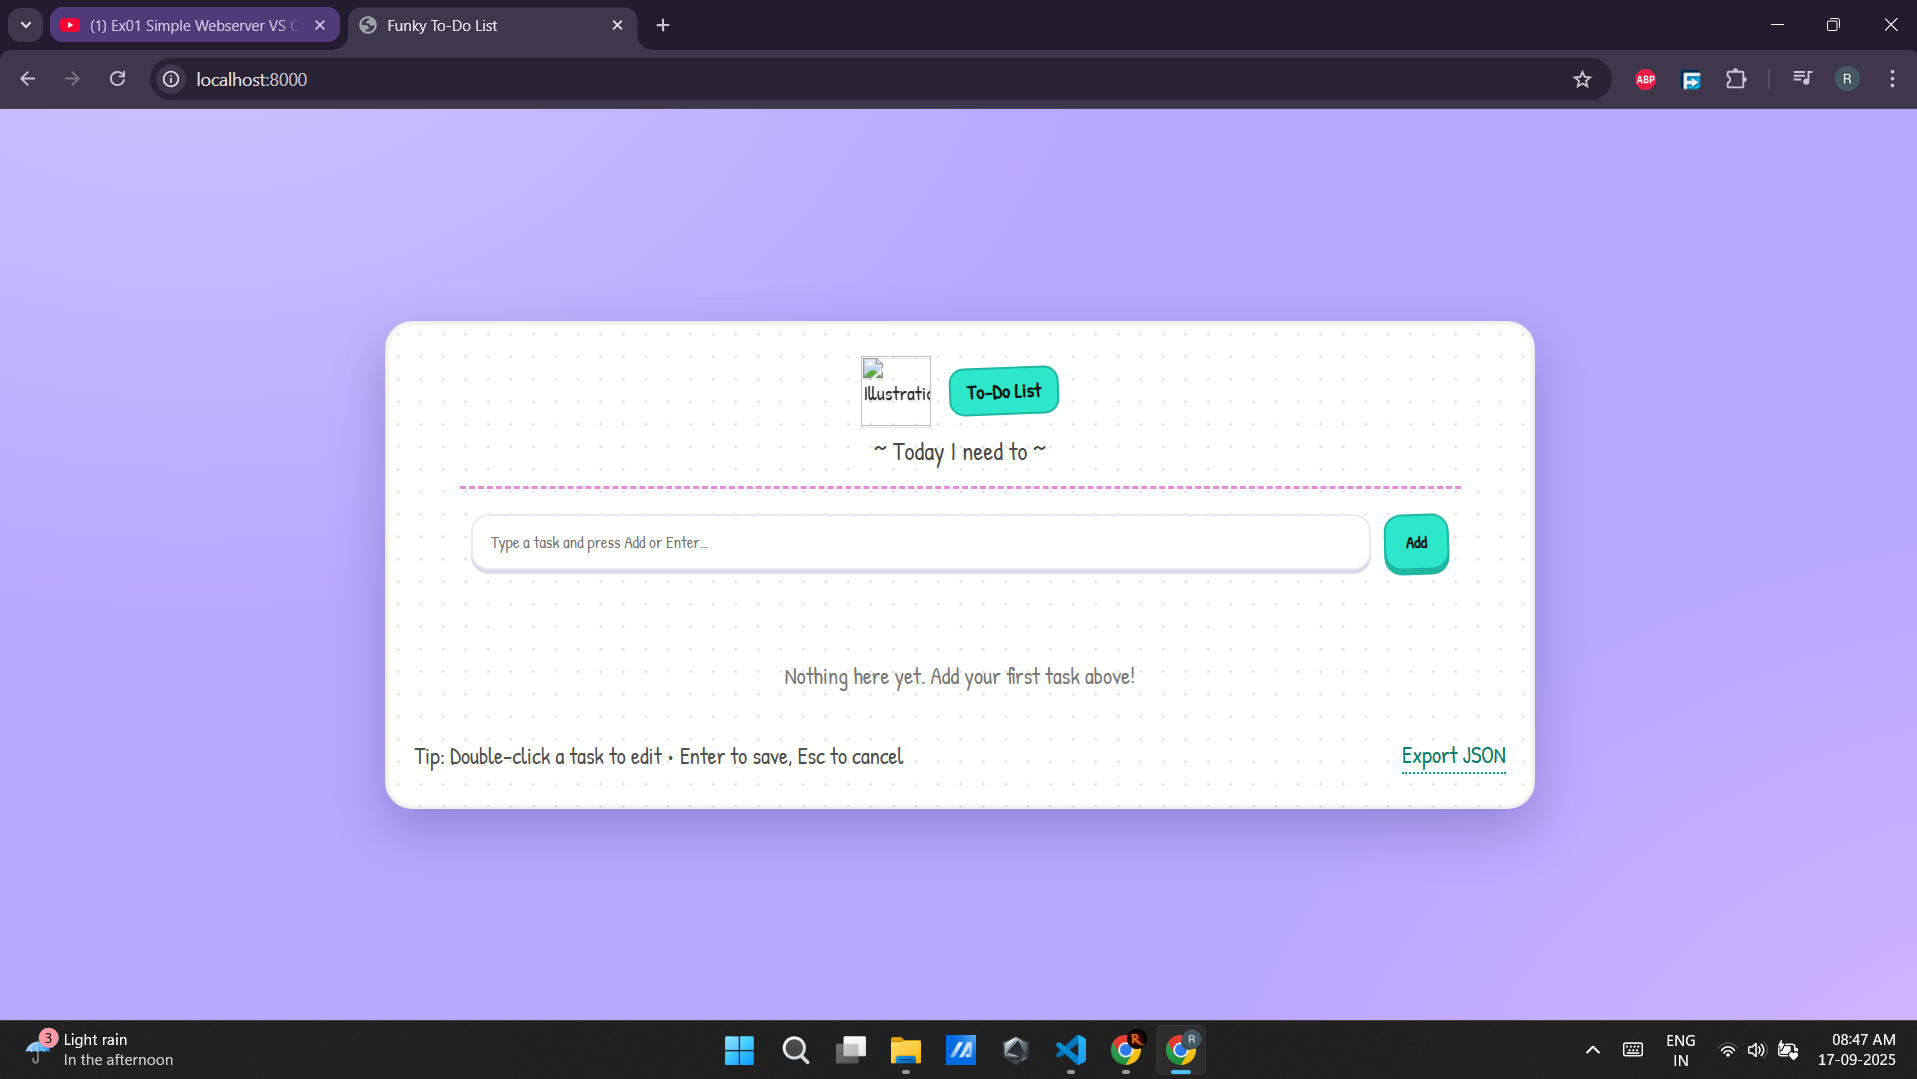 (1) Ex01 Simple Webserver VS C
Funky To-Do List
localhost:8000
ABP
R
Illustratio
To-Do List
~ Today I need to ~
Type a task and press Add or Enter...
Add
Nothing here yet. Add your first task above!
Tip: Double-click a task to edit • Enter to save, Esc to cancel
Export JSON
3
Light rain
In the afternoon
R
R
ENG
IN
08:47 AM
17-09-2025